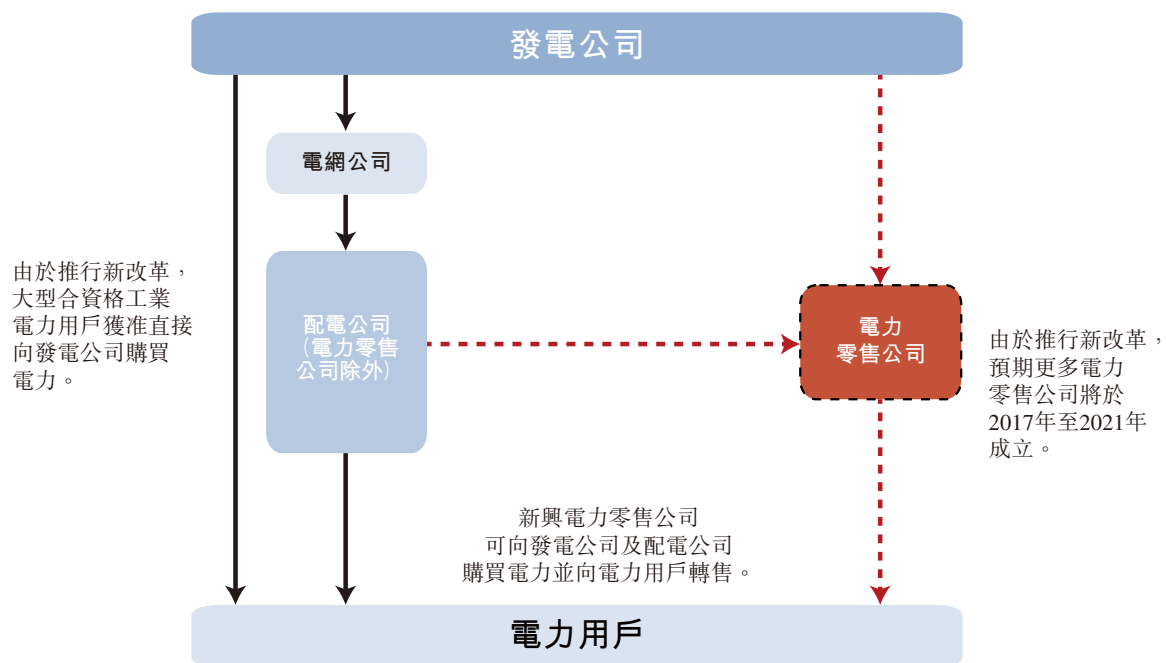 發電公司
電網公司
由於推行新改革，
大型合資格工業
電力用戶獲准直接
向發電公司購買
電力。
配電公司
（電力零售
公司除外）
電力
零售公司
由於推行新改革，
預期更多電力
零售公司將於
2017年至2021年
成立。
新興電力零售公司
可向發電公司及配電公司
購買電力並向電力用戶轉售。
電力用戶